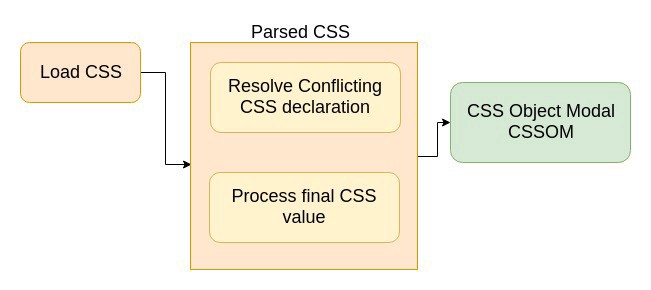 Parsed CSS
Load CSS
Resolve Conflicting
CSS declaration
CSS Object Modal
CSSOM
Process final CSS
value